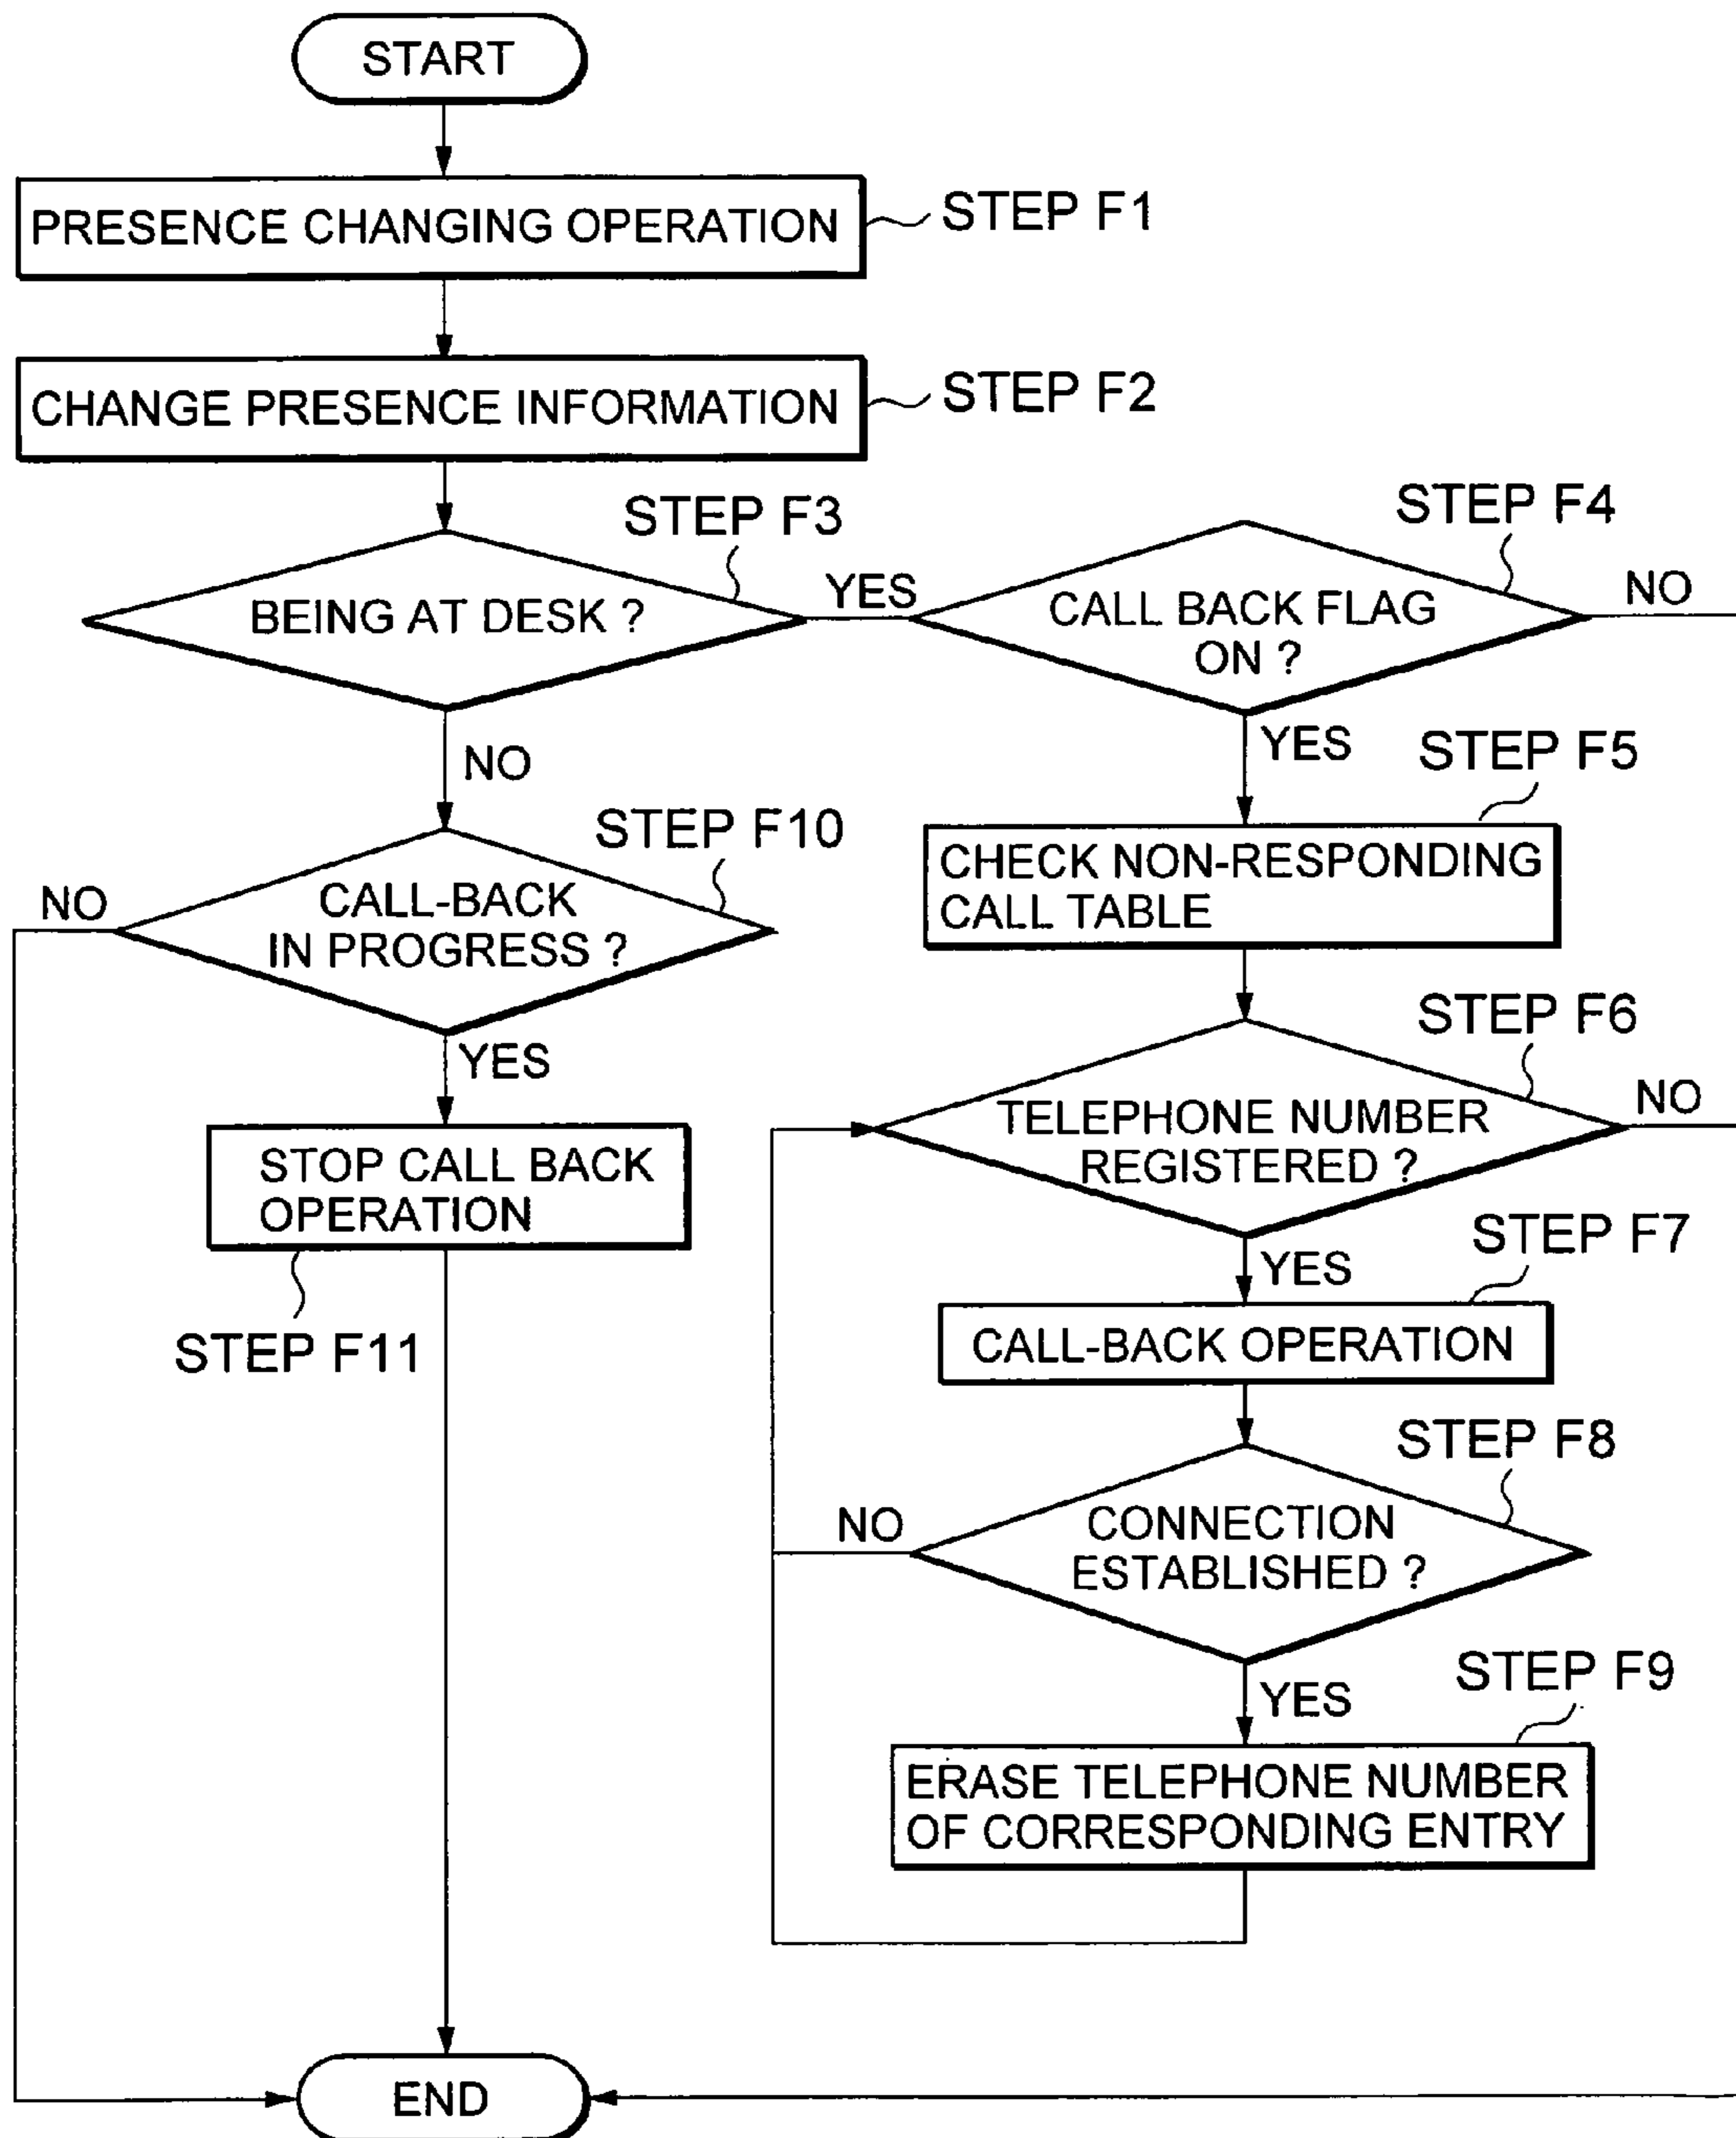 START
PRESENCE CHANGING OPERATION
STEP F1
CHANGE PRESENCE INFORMATION
STEP F2
STEP F3
BEING AT DESK ?
YES
NO
STEP F4
CALL BACK FLAG
ON ?
NO
YES
STEP F5
CHECK NON-RESPONDING
CALL TABLE
STEP F6
TELEPHONE NUMBER
REGISTERED ?
NO
YES
STEP F7
CALL-BACK OPERATION
STEP F8
CONNECTION
ESTABLISHED ?
NO
YES
STEP F9
ERASE TELEPHONE NUMBER
OF CORRESPONDING ENTRY
STEP F10
CALL-BACK
IN PROGRESS ?
NO
YES
STOP CALL BACK
OPERATION
STEP F11
END